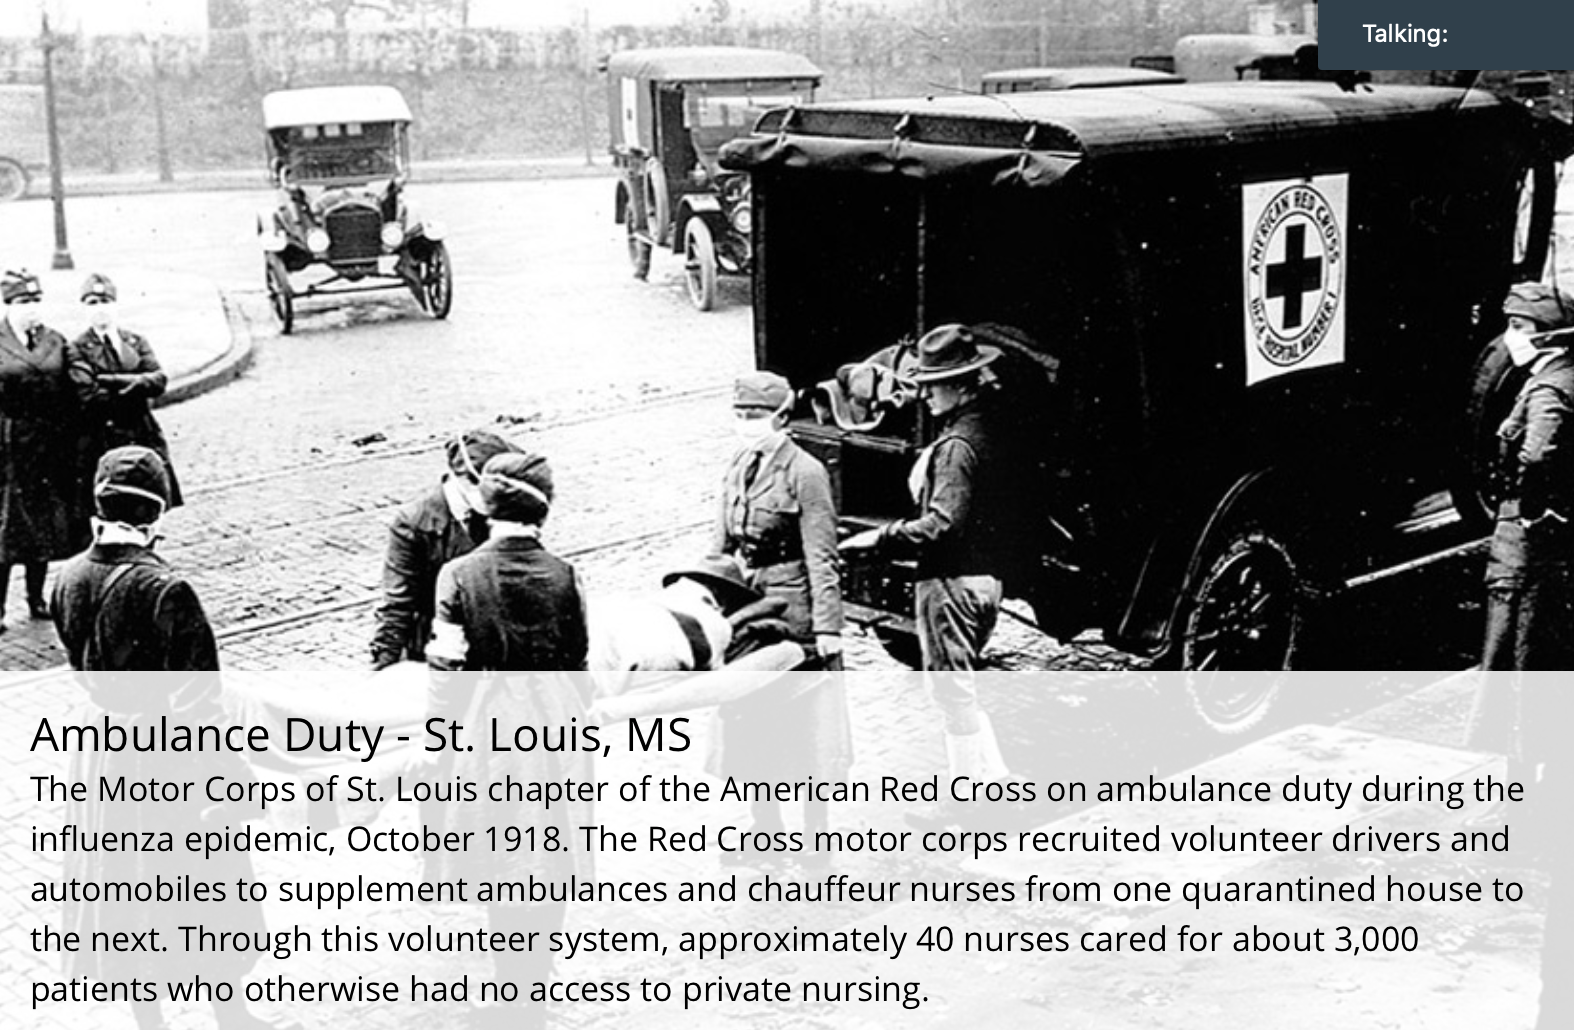 Talking:
AMERICAN RED CROSS
HOSPITAL NUMBER 1
Ambulance Duty - St. Louis, MS
The Motor Corps of St. Louis chapter of the American Red Cross on ambulance duty during the
influenza epidemic, October 1918. The Red Cross motor corps recruited volunteer drivers and
automobiles to supplement ambulances and chauffeur nurses from one quarantined house to
the next. Through this volunteer system, approximately 40 nurses cared for about 3,000
patients who otherwise had no access to private nursing.